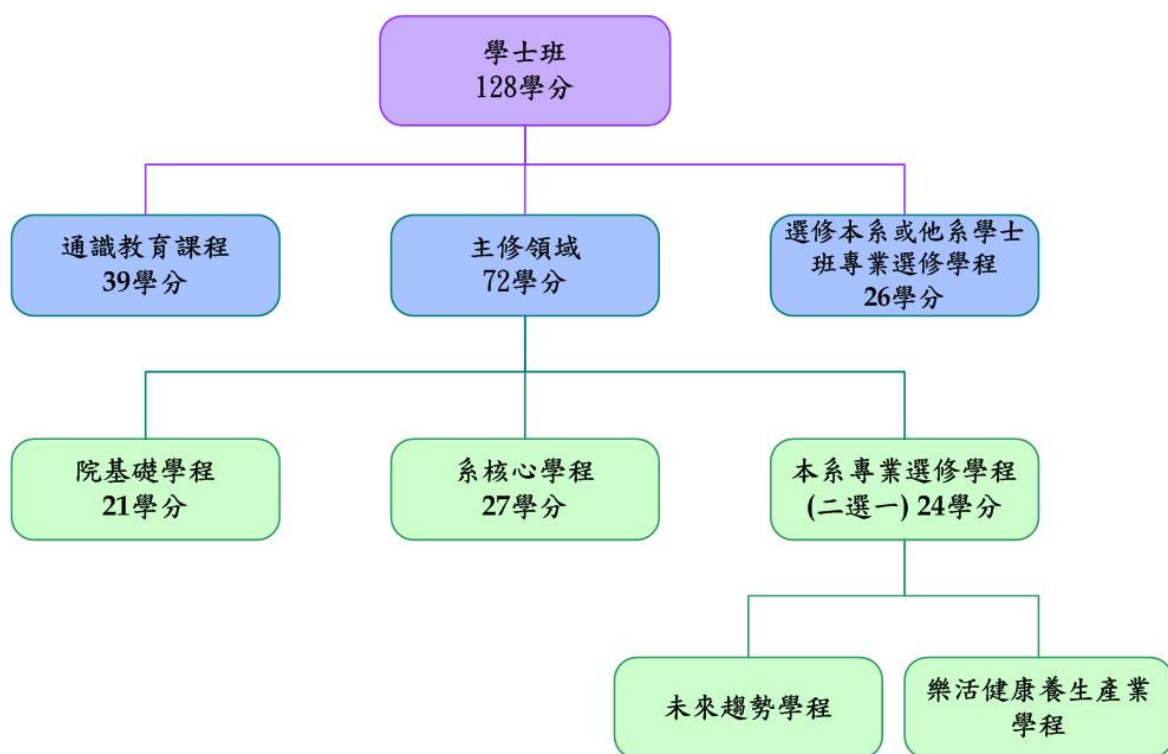 學士班
128學分
通識教育課程
39學分
主修領域
72學分
選修本系或他系學士
班專業選修學程
26學分
院基礎學程
21學分
系核心學程
27學分
本系專業選修學程
(二選一) 24學分
未來趨勢學程
樂活健康養生產業
學程